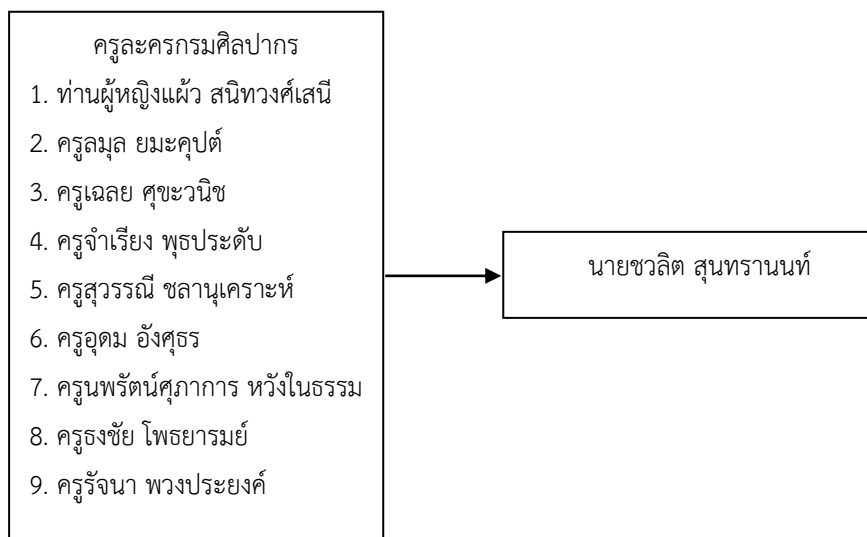 ครูละครกรมศิลปากร
1. ท่านผู้หญิงแผ้ว สนิทวงศ์เสนี
2. ครูลมุล ยมะคุปต์
3. ครูเฉลย ศุขะวนิช
4. ครูจำเรียง พุธประดับ
5. ครูสุวรรณี ชลานุเคราะห์
6. ครูอุดม อังศุธร
7. ครูนพรัตน์ศุภาการ หวังในธรรม
8. ครูธงชัย โพธยารมย์
9. ครูรัจนา พวงประยงค์
นายชวลิต สุนทรานนท์